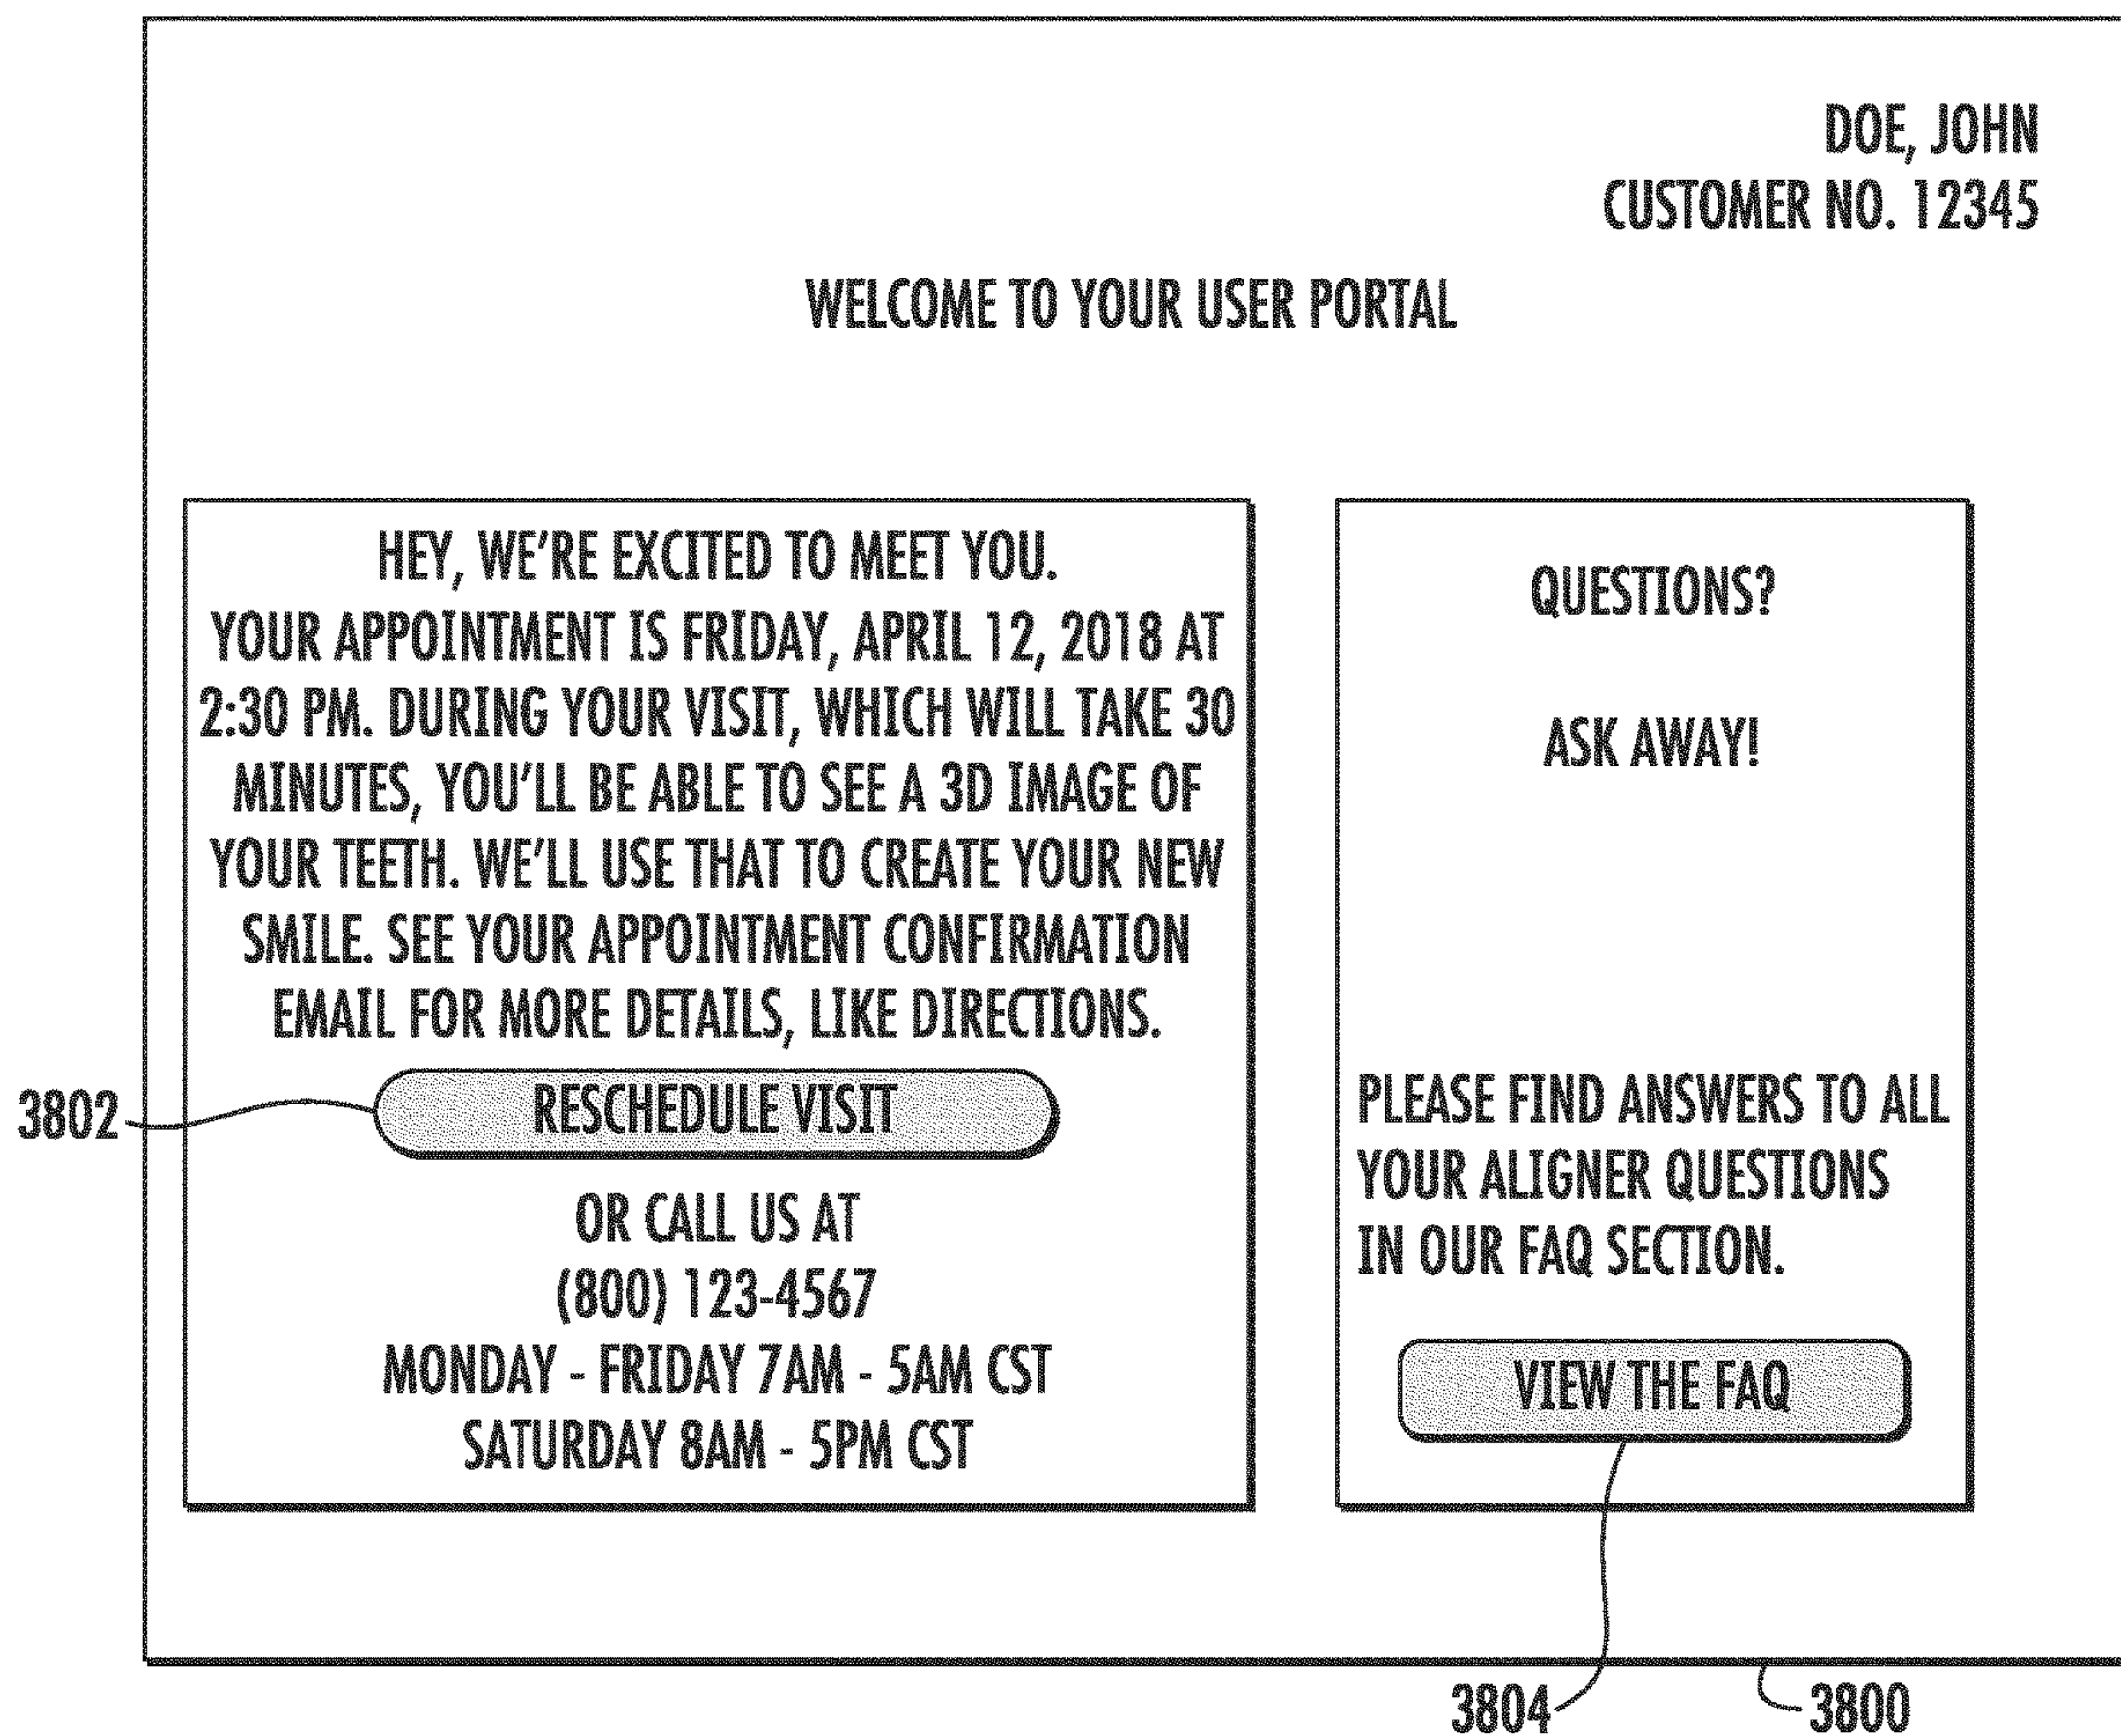 DOE, JOHN
CUSTOMER NO. 12345
WELCOME TO YOUR USER PORTAL
HEY, WE'RE EXCITED TO MEET YOU.
YOUR APPOINTMENT IS FRIDAY, APRIL 12, 2018 AT
2:30 PM. DURING YOUR VISIT, WHICH WILL TAKE 30
MINUTES, YOU'LL BE ABLE TO SEE A 3D IMAGE OF
YOUR TEETH. WE'LL USE THAT TO CREATE YOUR NEW
SMILE. SEE YOUR APPOINTMENT CONFIRMATION
EMAIL FOR MORE DETAILS, LIKE DIRECTIONS.
3802
RESCHEDULE VISIT
OR CALL US AT
(800) 123-4567
MONDAY - FRIDAY 7AM - 5AM CST
SATURDAY 8AM - 5PM CST
QUESTIONS?
ASK AWAY!
PLEASE FIND ANSWERS TO ALL
YOUR ALIGNER QUESTIONS
IN OUR FAQ SECTION.
VIEW THE FAQ
3804
3800